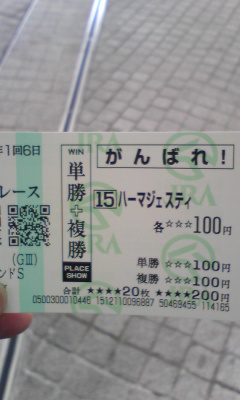 年1回6日
レース
(GⅢ)
ンドS
WIN
単勝+複勝
PLACE
SHOW
がんばれ!
JRA
15 ハーマジェスティ
各☆☆☆100円
単勝 ☆☆☆100円
複勝 ☆☆☆100円
合計 ★★★★20枚 ★★★★200円
0500300010446 1512110096887 50468455 114165